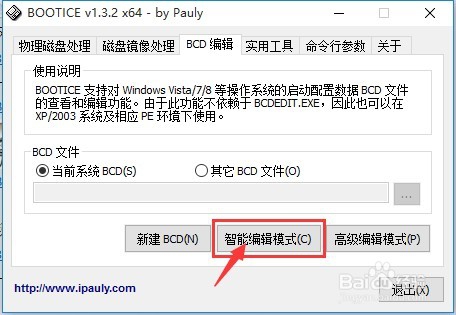 BOOTICE v1.3.2 x64 - by Pauly
物理磁盘处理 磁盘镜像处理 BCD 编辑 实用工具 命令行参数 关于
使用说明
BOOTICE 支持对 Windows Vista/7/8 等操作系统的启动配置数据 BCD 文件
的查看和编辑功能。由于此功能不依赖于 BCDEDIT.EXE，因此也可以在
XP/2003 系统及相应 PE 环境下使用。
BCD 文件
当前系统 BCD(S) 其它 BCD 文件(O)
...
新建 BCD(N) 智能编辑模式(C) 高级编辑模式(P)
http://www.ipauly.com 退出(X)
Baidu 经验